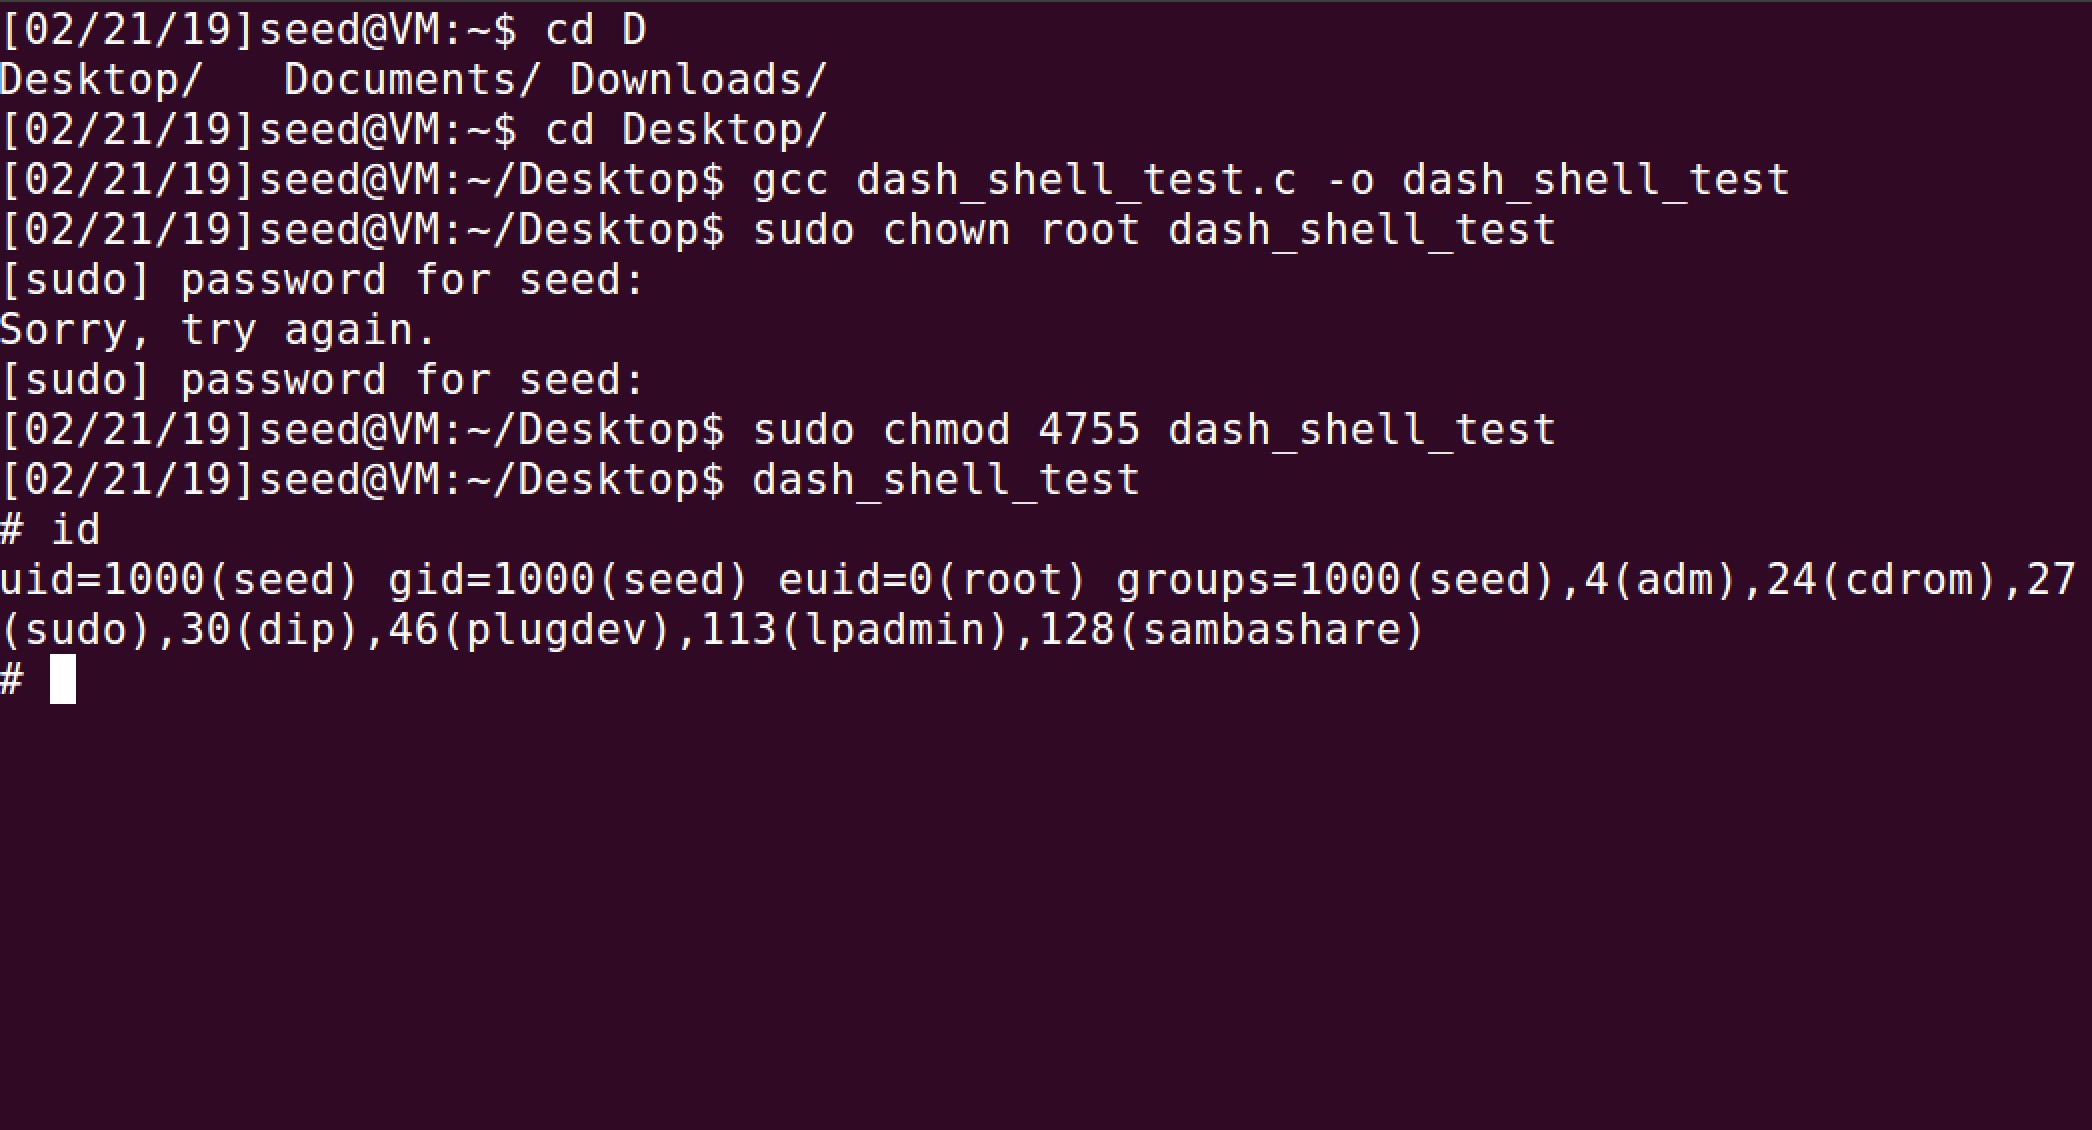 [02/21/19]seed@VM:~$ cd D
Desktop/   Documents/ Downloads/
[02/21/19]seed@VM:~$ cd Desktop/
[02/21/19]seed@VM:~/Desktop$ gcc dash_shell_test.c -o dash_shell_test
[02/21/19]seed@VM:~/Desktop$ sudo chown root dash_shell_test
[sudo] password for seed:
Sorry, try again.
[sudo] password for seed:
[02/21/19]seed@VM:~/Desktop$ sudo chmod 4755 dash_shell_test
[02/21/19]seed@VM:~/Desktop$ dash_shell_test
# id
uid=1000(seed) gid=1000(seed) euid=0(root) groups=1000(seed),4(adm),24(cdrom),27
(sudo),30(dip),46(plugdev),113(lpadmin),128(sambashare)
#